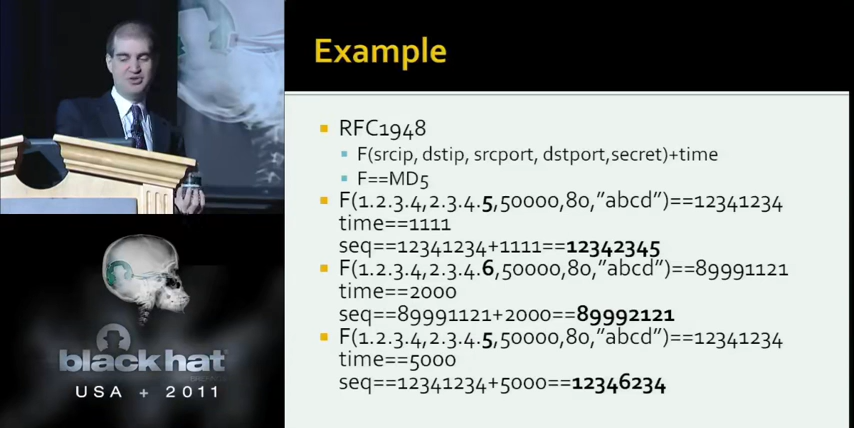 Example
RFC1948
F(srcip, dstip, srcport, dstport,secret)+time
F==MD5
F(1.2.3.4,2.3.4.5,50000,80,"abcd")==12341234
time==1111
seq==12341234+1111==12342345
F(1.2.3.4,2.3.4.6,50000,80,"abcd")==89991121
time==2000
seq==89991121+2000==89992121
F(1.2.3.4,2.3.4.5,50000,80,"abcd")==12341234
time==5000
seq==12341234+5000==12346234
black hat
USA + 2011